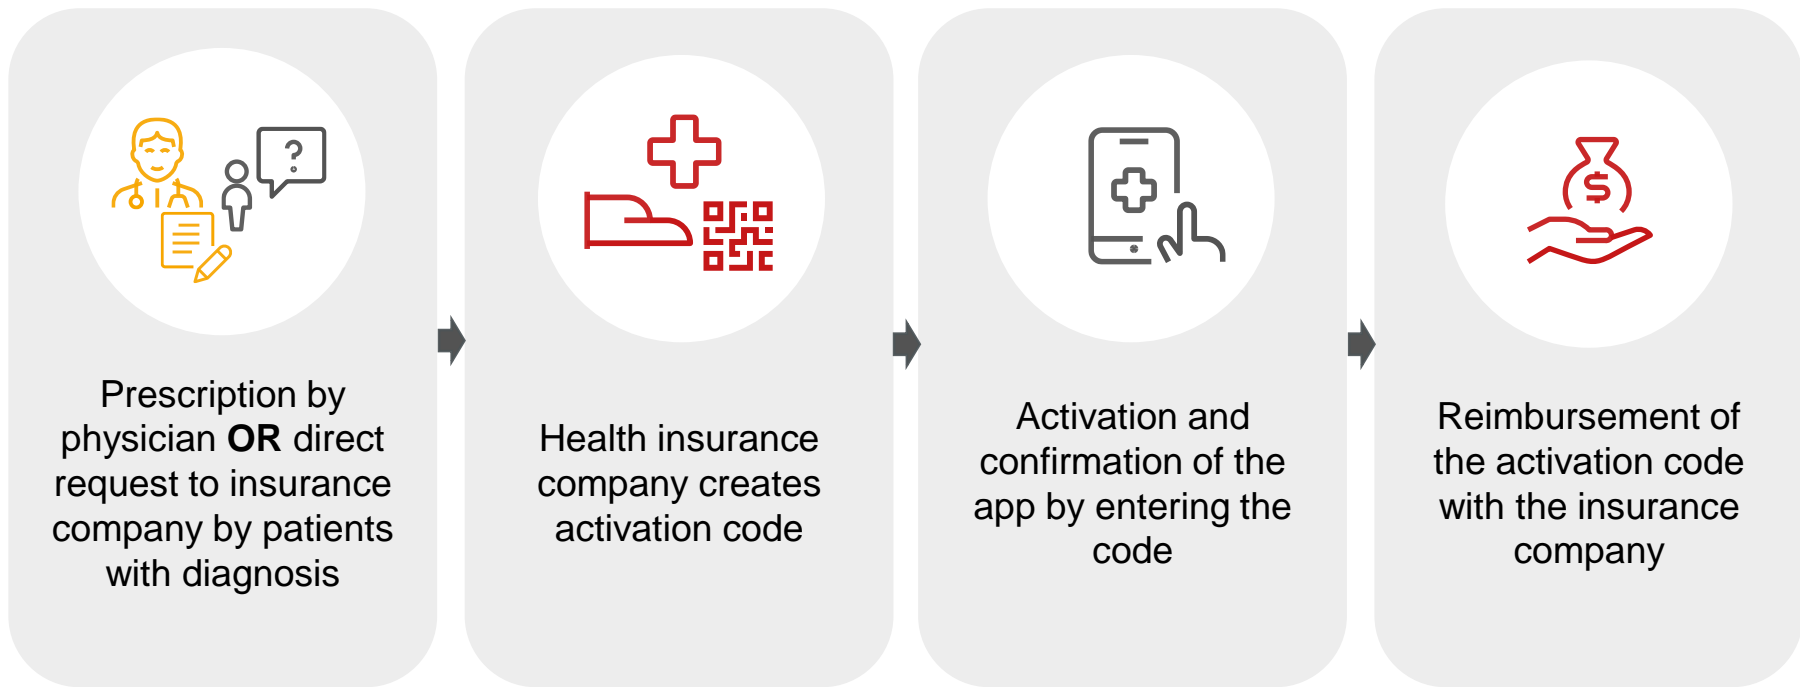 Prescription by
physician OR direct
request to insurance
company by patients
with diagnosis
Health insurance
company creates
activation code
Activation and
confirmation of the
app by entering the
code
Reimbursement of
the activation code
with the insurance
company
?
$